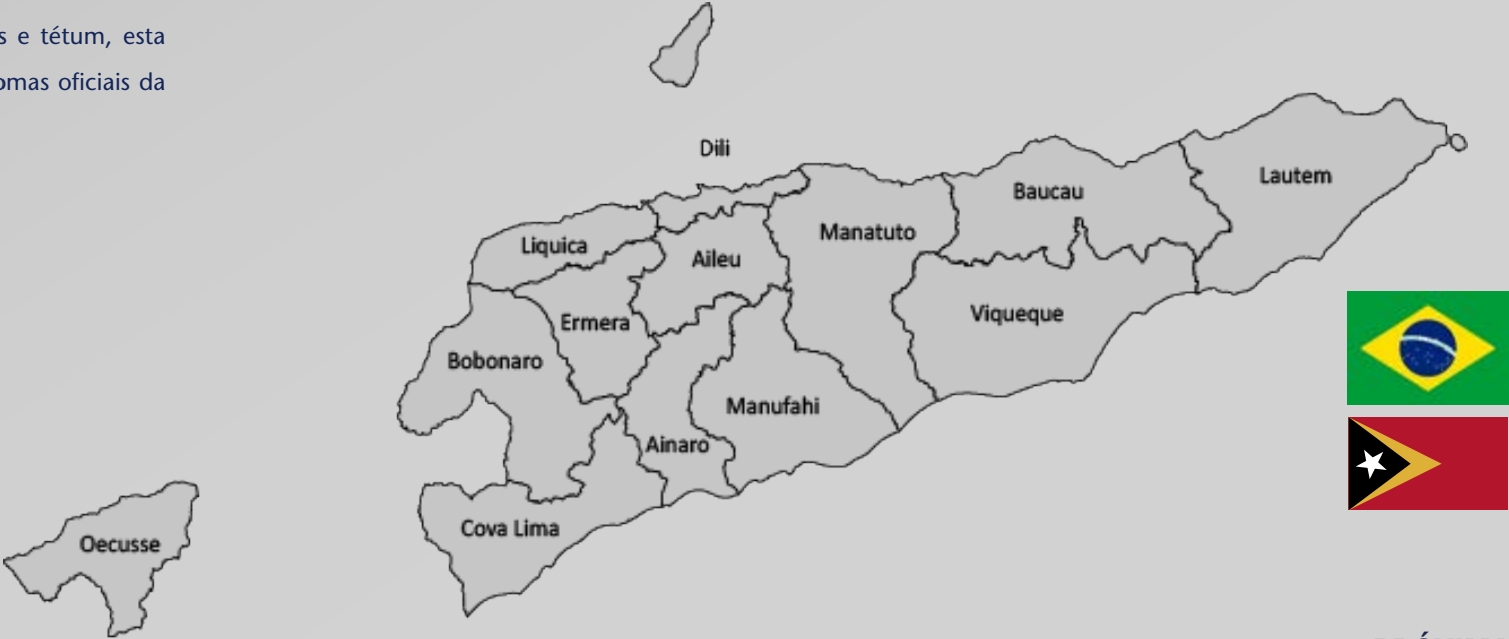 s e tétum, esta
omas oficiais da
Dili
Lautem
Baucau
Manatuto
Liquica
Aileu
Viqueque
Ermera
Bobonaro
Manufahi
Ainaro
Cova Lima
Oecusse